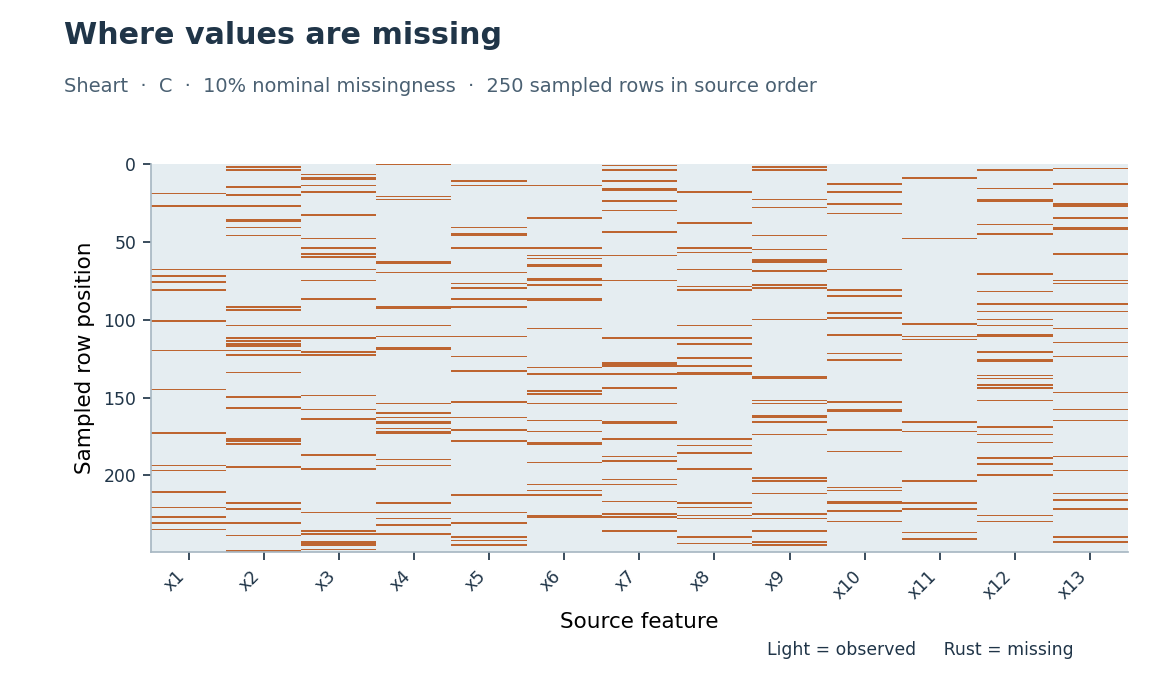 Where values are missing
Sheart · C · 10% nominal missingness · 250 sampled rows in source order
0
50
100
150
200
Sampled row position
x1 x2 x3 x4 x5 x6 x7 x8 x9 x10 x11 x12 x13
Source feature
Light = observed Rust = missing